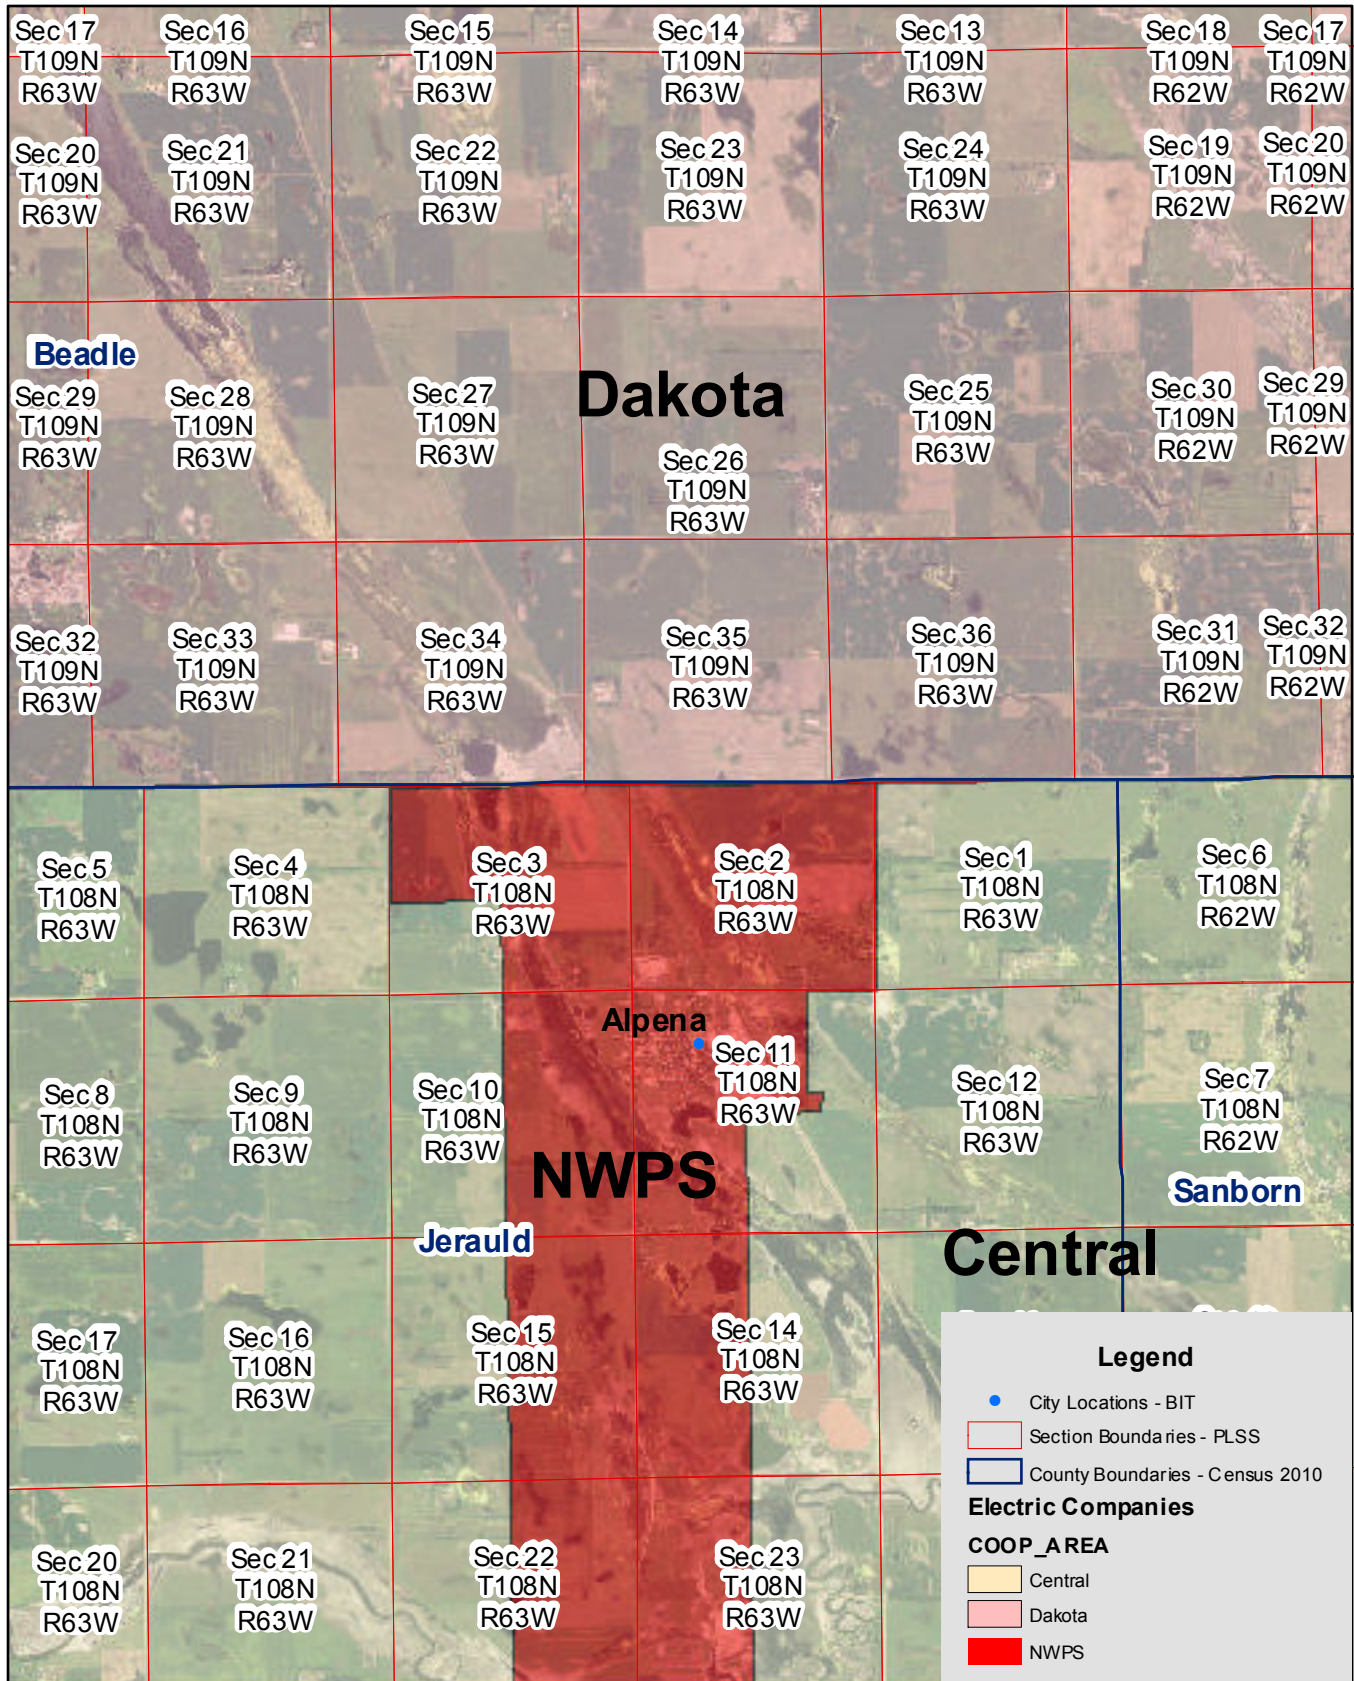 Sec 17
T109N
R63W
Sec 16
T109N
R63W
Sec 15
T109N
R63W
Sec 14
T109N
R63W
Sec 13
T109N
R63W
Sec 18
T109N
R62W
Sec 17
T109N
R62W
Sec 20
T109N
R63W
Sec 21
T109N
R63W
Sec 22
T109N
R63W
Sec 23
T109N
R63W
Sec 24
T109N
R63W
Sec 19
T109N
R62W
Sec 20
T109N
R62W
Beadle
Dakota
Sec 29
T109N
R63W
Sec 28
T109N
R63W
Sec 27
T109N
R63W
Sec 26
T109N
R63W
Sec 25
T109N
R63W
Sec 30
T109N
R62W
Sec 29
T109N
R62W
Sec 32
T109N
R63W
Sec 33
T109N
R63W
Sec 34
T109N
R63W
Sec 35
T109N
R63W
Sec 36
T109N
R63W
Sec 31
T109N
R62W
Sec 32
T109N
R62W
Sec 5
T108N
R63W
Sec 4
T108N
R63W
Sec 3
T108N
R63W
Sec 2
T108N
R63W
Sec 1
T108N
R63W
Sec 6
T108N
R62W
Alpena
Sec 8
T108N
R63W
Sec 9
T108N
R63W
Sec 10
T108N
R63W
Sec 11
T108N
R63W
Sec 12
T108N
R63W
Sec 7
T108N
R62W
NWPS
Sanborn
Jerauld
Central
Sec 17
T108N
R63W
Sec 16
T108N
R63W
Sec 15
T108N
R63W
Sec 14
T108N
R63W
Sec 20
T108N
R63W
Sec 21
T108N
R63W
Sec 22
T108N
R63W
Sec 23
T108N
R63W
Legend
City Locations - BIT
Section Boundaries - PLSS
County Boundaries - Census 2010
Electric Companies
COOP_AREA
Central
Dakota
NWPS